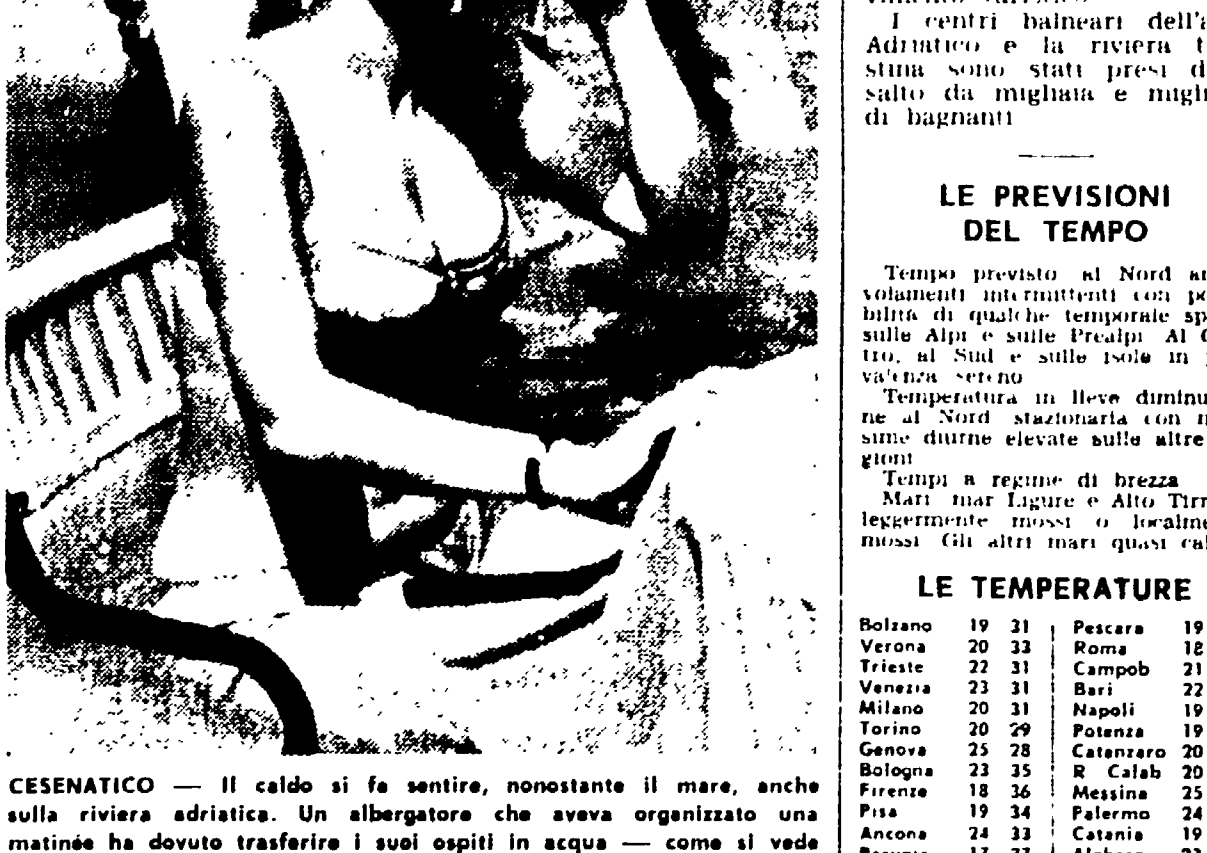 CESENATICO — Il caldo si fa sentire, nonostante il mare, anche
sulla riviera adriatica. Un albergatore che aveva organizzato una
matinée ha dovuto trasferire i suoi ospiti in acqua — come si vede
I centri balneari dell'a
Adriatico e la riviera t
stina sono stati presi d
salto da migliaia e migl
di bagnanti
LE PREVISIONI
DEL TEMPO
Tempo previsto al Nord an
volamenti intermittenti con po
bilità di qualche temporale sp
sulle Alpi e sulle Prealpi Al C
tro, al Sud e sulle isole in p
valenza sereno
Temperatura in lieve diminu
ne al Nord stazionaria con m
sime diurne elevate sulle altre
gioni
Tempi a regime di brezza
Mari mar Ligure e Alto Tirr
leggermente mossi o localme
mossi Gli altri mari quasi cal
LE TEMPERATURE
Bolzano 19 31
Verona 20 33
Trieste 22 31
Venezia 23 31
Milano 20 31
Torino 20 29
Genova 25 28
Bologna 23 35
Firenze 18 36
Pisa 19 34
Ancona 24 33
Pescara 19
Roma 18
Campob 21
Bari 22
Napoli 19
Potenza 19
Catanzaro 20
R Calab 20
Messina 25
Palermo 24
Catania 19